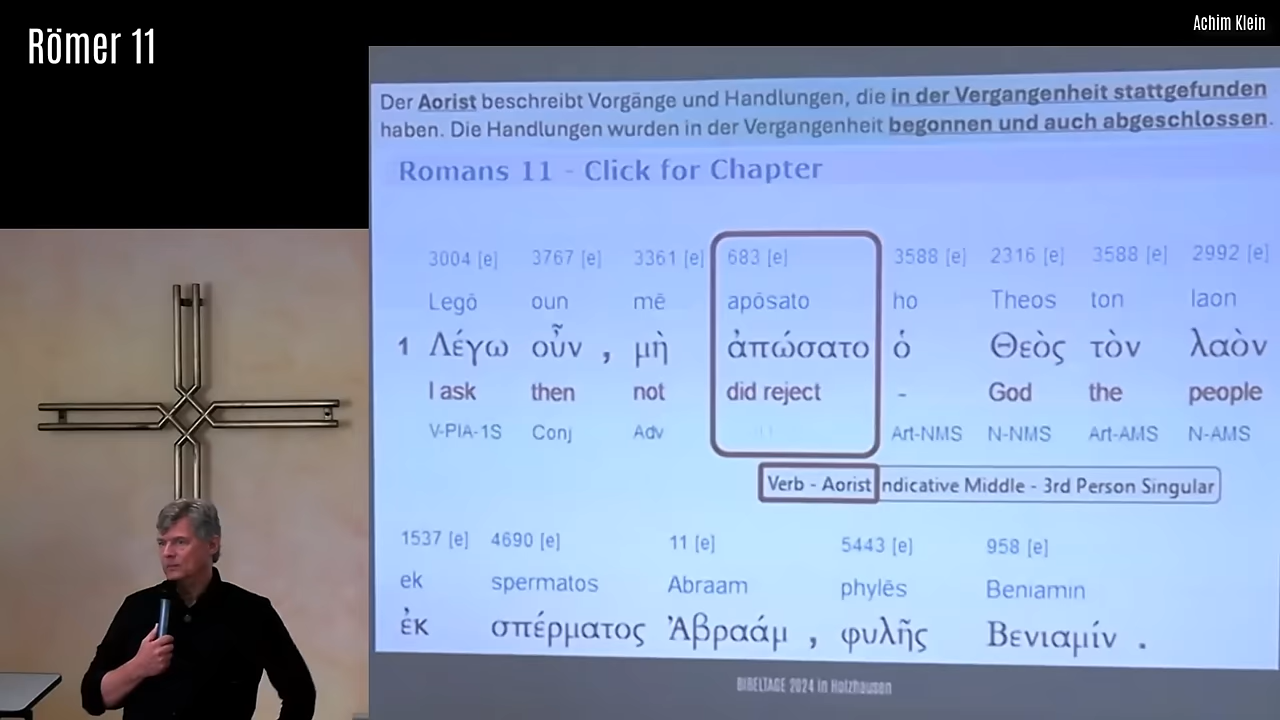 Römer 11
Achim Klein
Der Aorist beschreibt Vorgänge und Handlungen, die in der Vergangenheit stattgefunden
haben. Die Handlungen wurden in der Vergangenheit begonnen und auch abgeschlossen.
Romans 11 - Click for Chapter
3004 [e] 3767 [e] 3361 [e] 683 [e] 3588 [e] 2316 [e] 3588 [e] 2992 [e]
Legō oun mē apōsato ho Theos ton laon
1 Λέγω οὖν , μὴ ἀπώσατο ὁ Θεὸς τὸν λαὸν
I ask then not did reject - God the people
V-PIA-1S Conj Adv Art-NMS N-NMS Art-AMS N-AMS
Verb - Aorist ndicative Middle - 3rd Person Singular
1537 [e] 4690 [e] 11 [e] 5443 [e] 958 [e]
ek spermatos Abraam phylēs Beniamin
ἐκ σπέρματος Ἀβραάμ , φυλῆς Βενιαμίν .
BIBELTAGE 2024 in Holzhausen